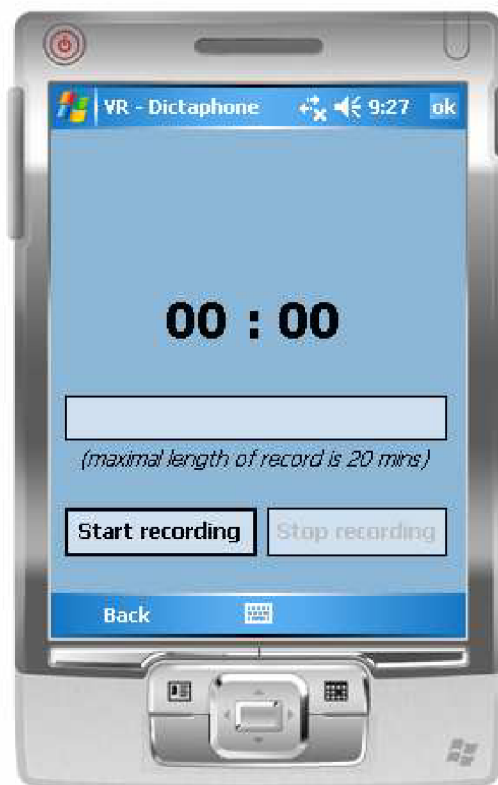 VR - Dictaphone 9:27 ok
00 : 00
(maximal length of record is 20 mins)
Start recording Stop recording
Back